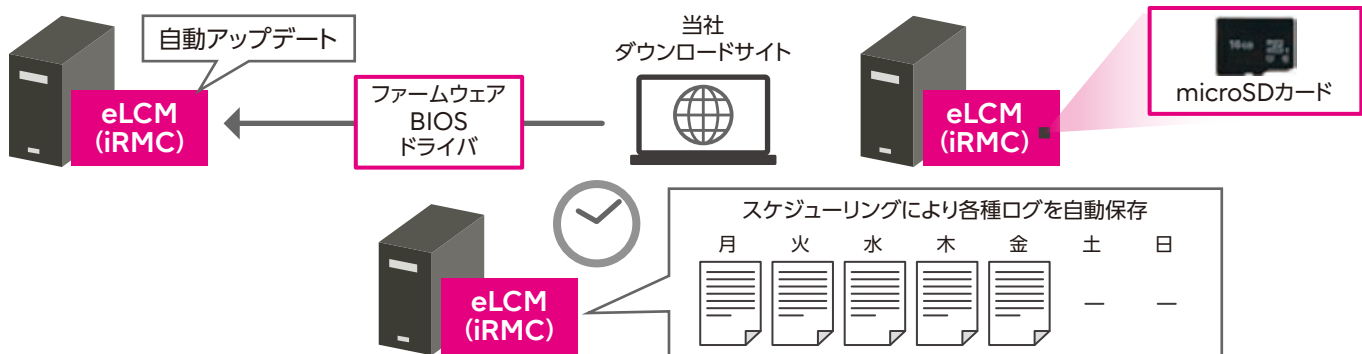 自動アップデート
eLCM
(iRMC)
ファームウェア
BIOS
ドライバ
当社
ダウンロードサイト
eLCM
(iRMC)
16GB
microSDカード
eLCM
(iRMC)
スケジューリングにより各種ログを自動保存
月 火 水 木 金 土 日
― ―